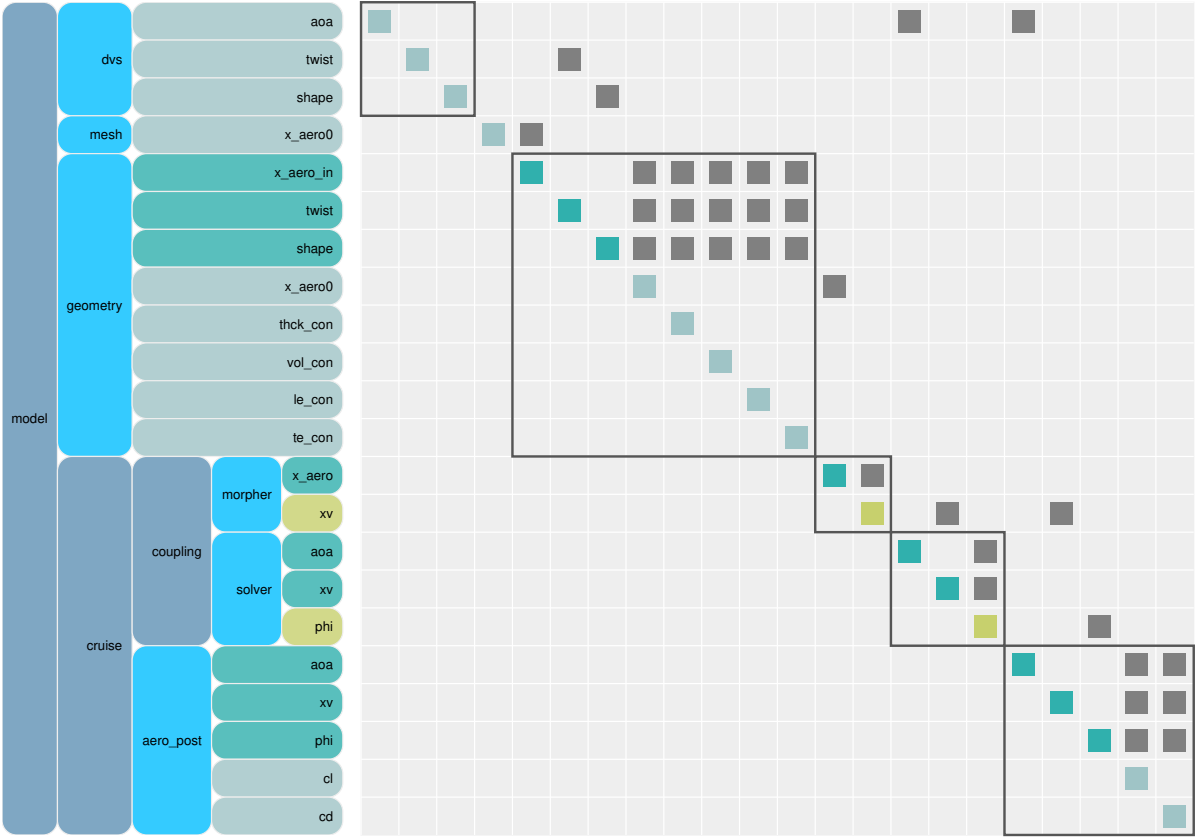 model
dvs
aoa
twist
shape
mesh
x_aero0
geometry
x_aero_in
twist
shape
x_aero0
thck_con
vol_con
le_con
te_con
cruise
coupling
morpher
x_aero
xv
solver
aoa
xv
phi
aero_post
aoa
xv
phi
cl
cd